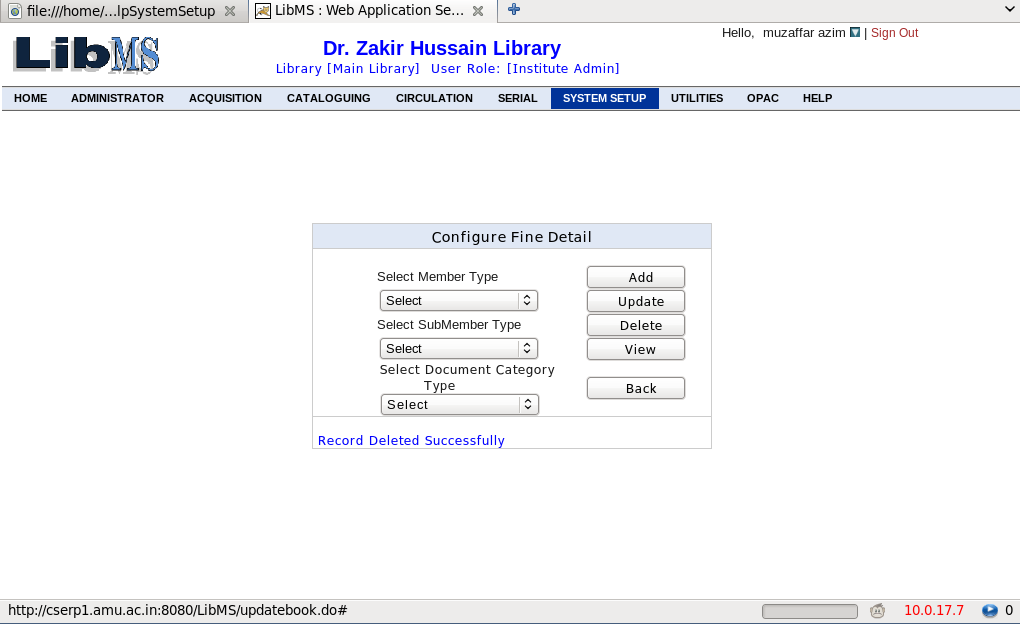 file:///home/...lpSystemSetup LibMS : Web Application Se...
Hello, muzaffar azim | Sign Out
LibMS
Dr. Zakir Hussain Library
Library [Main Library] User Role: [Institute Admin]
HOME ADMINISTRATOR ACQUISITION CATALOGUING CIRCULATION SERIAL SYSTEM SETUP UTILITIES OPAC HELP
Configure Fine Detail
Select Member Type Add
Select Update
Select SubMember Type Delete
Select View
Select Document Category
Type Back
Select
Record Deleted Successfully
http://cserp1.amu.ac.in:8080/LibMS/updatebook.do# 10.0.17.7 0